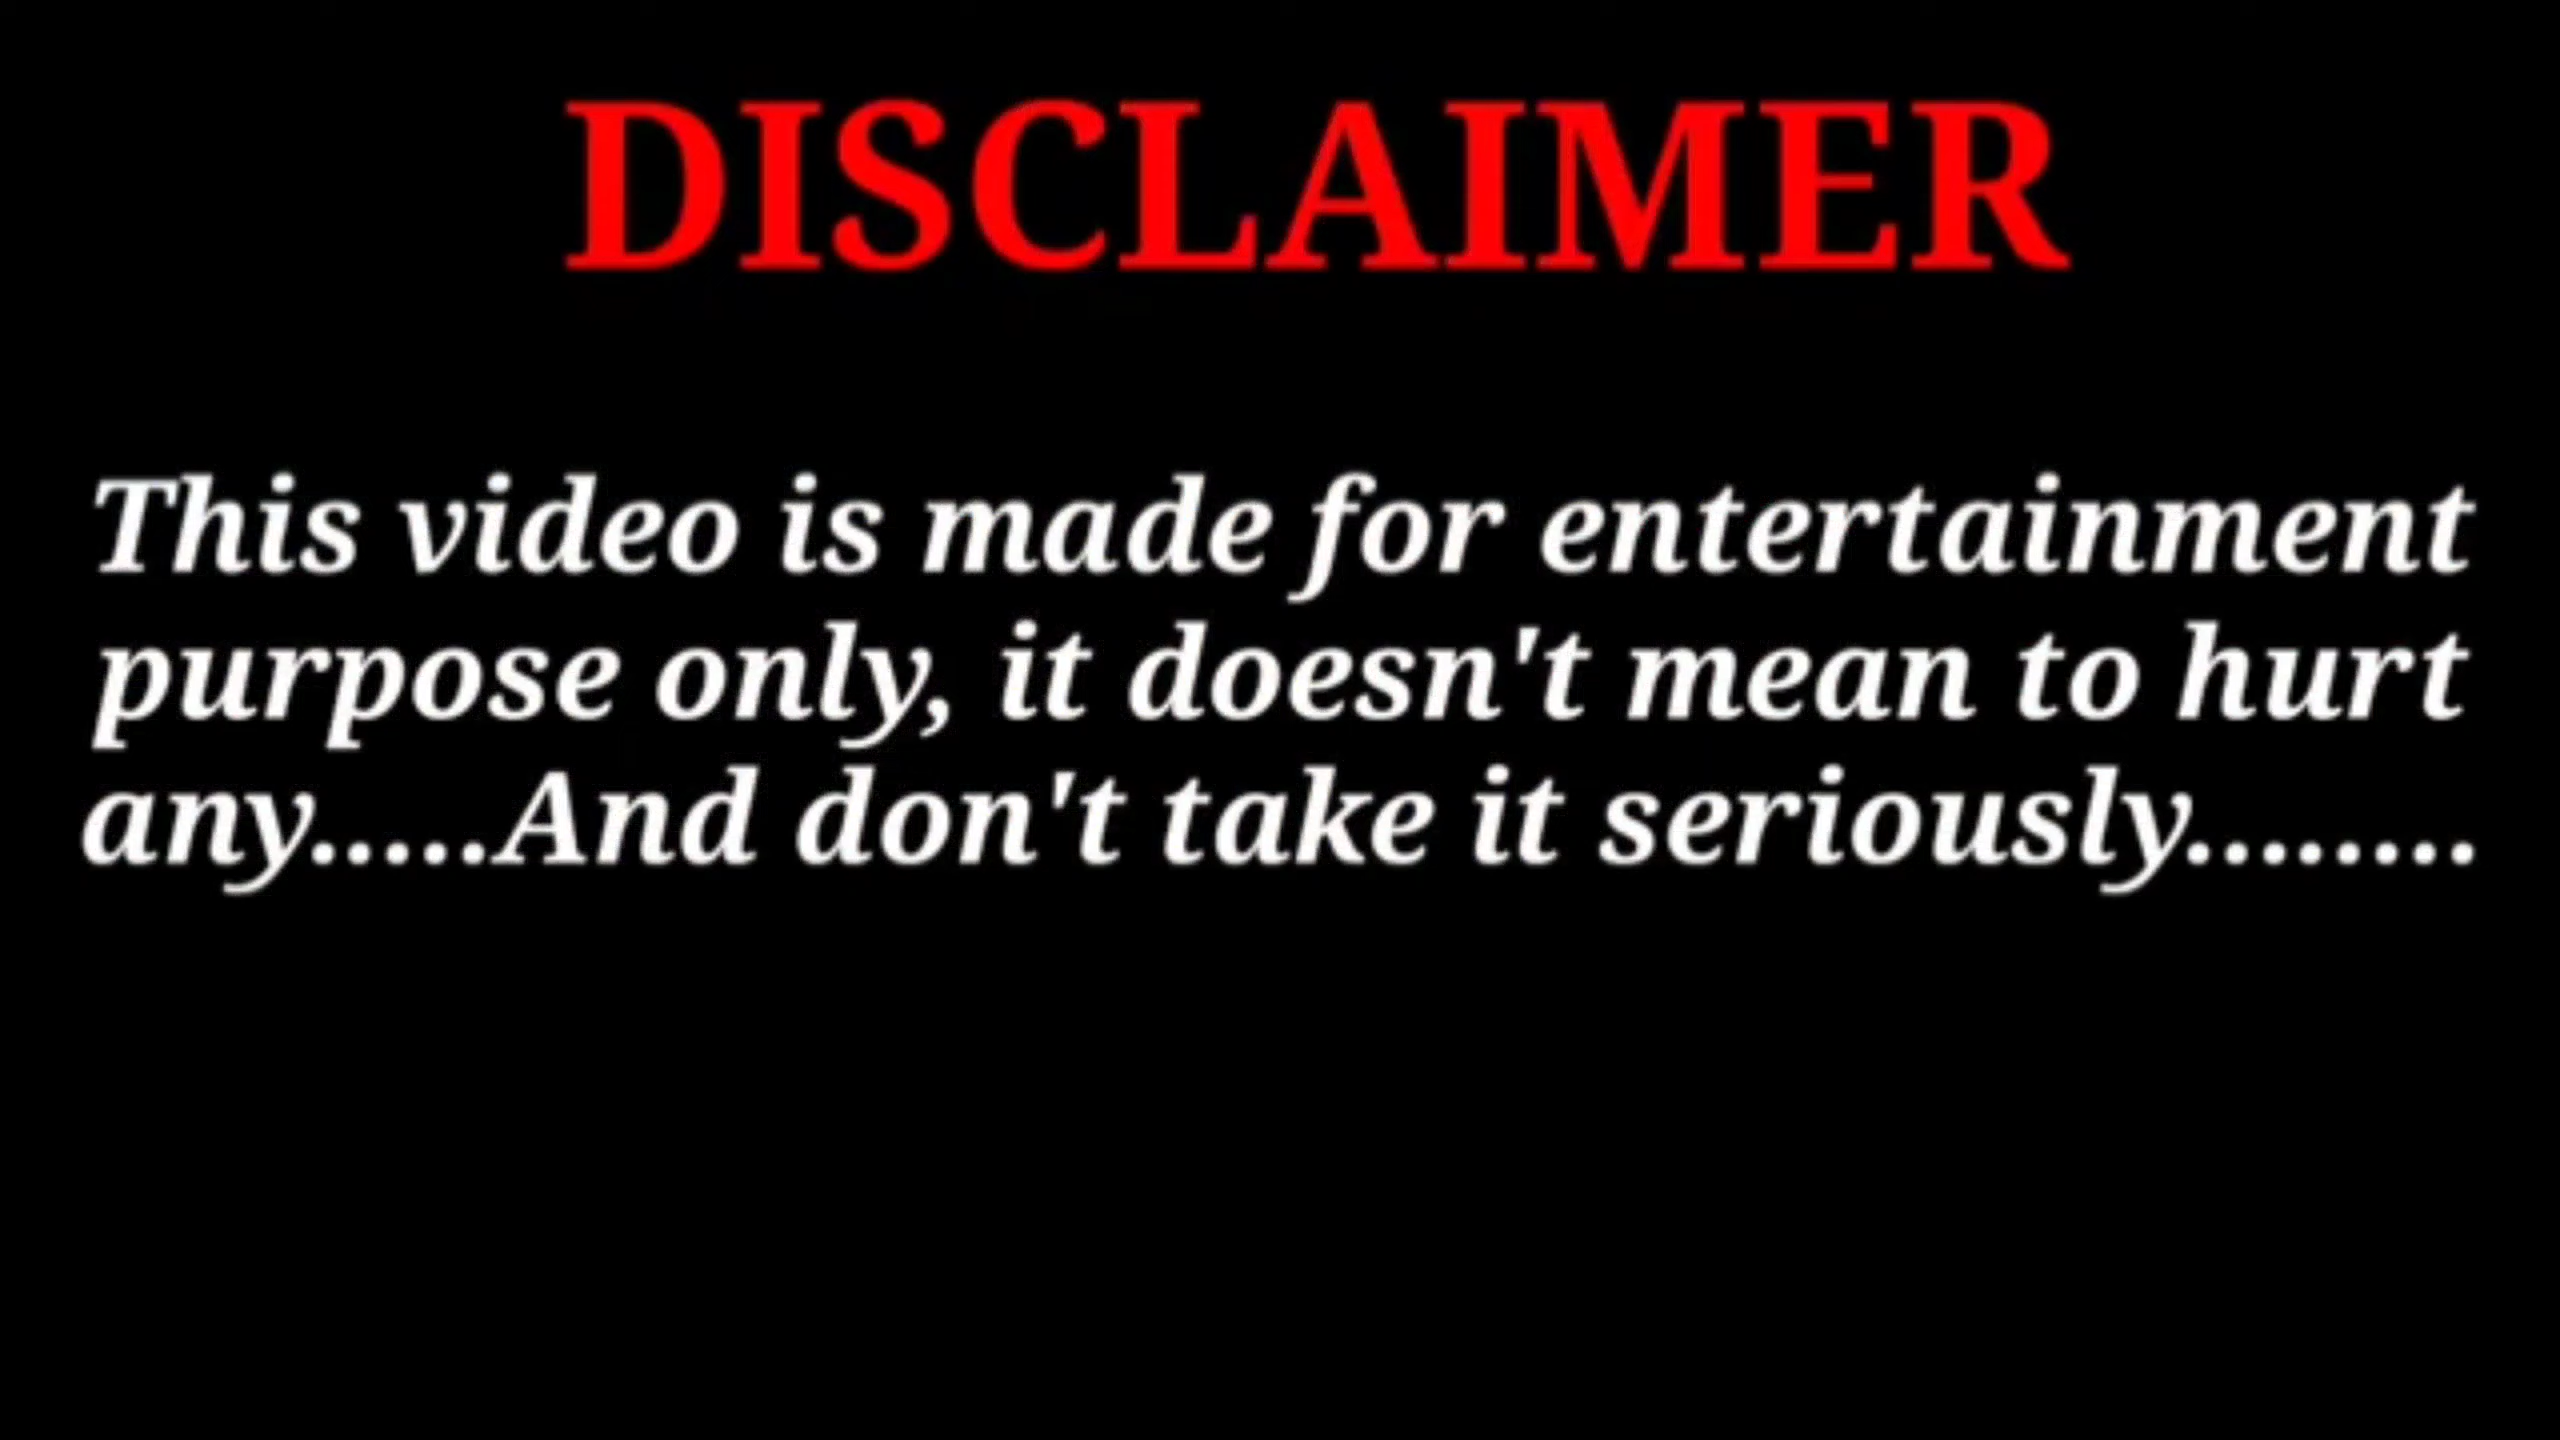 DISCLAIMER
This video is made for entertainment
purpose only, it doesn't mean to hurt
any.....And don't take it seriously........